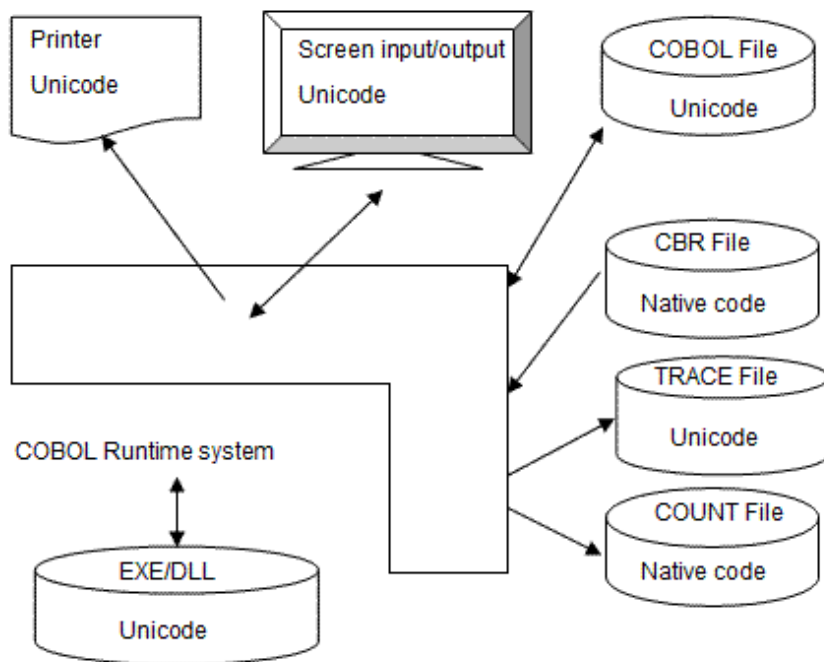 Printer
Unicode
Screen input/output
Unicode
COBOL File
Unicode
CBR File
Native code
TRACE File
Unicode
COUNT File
Native code
COBOL Runtime system
EXE/DLL
Unicode